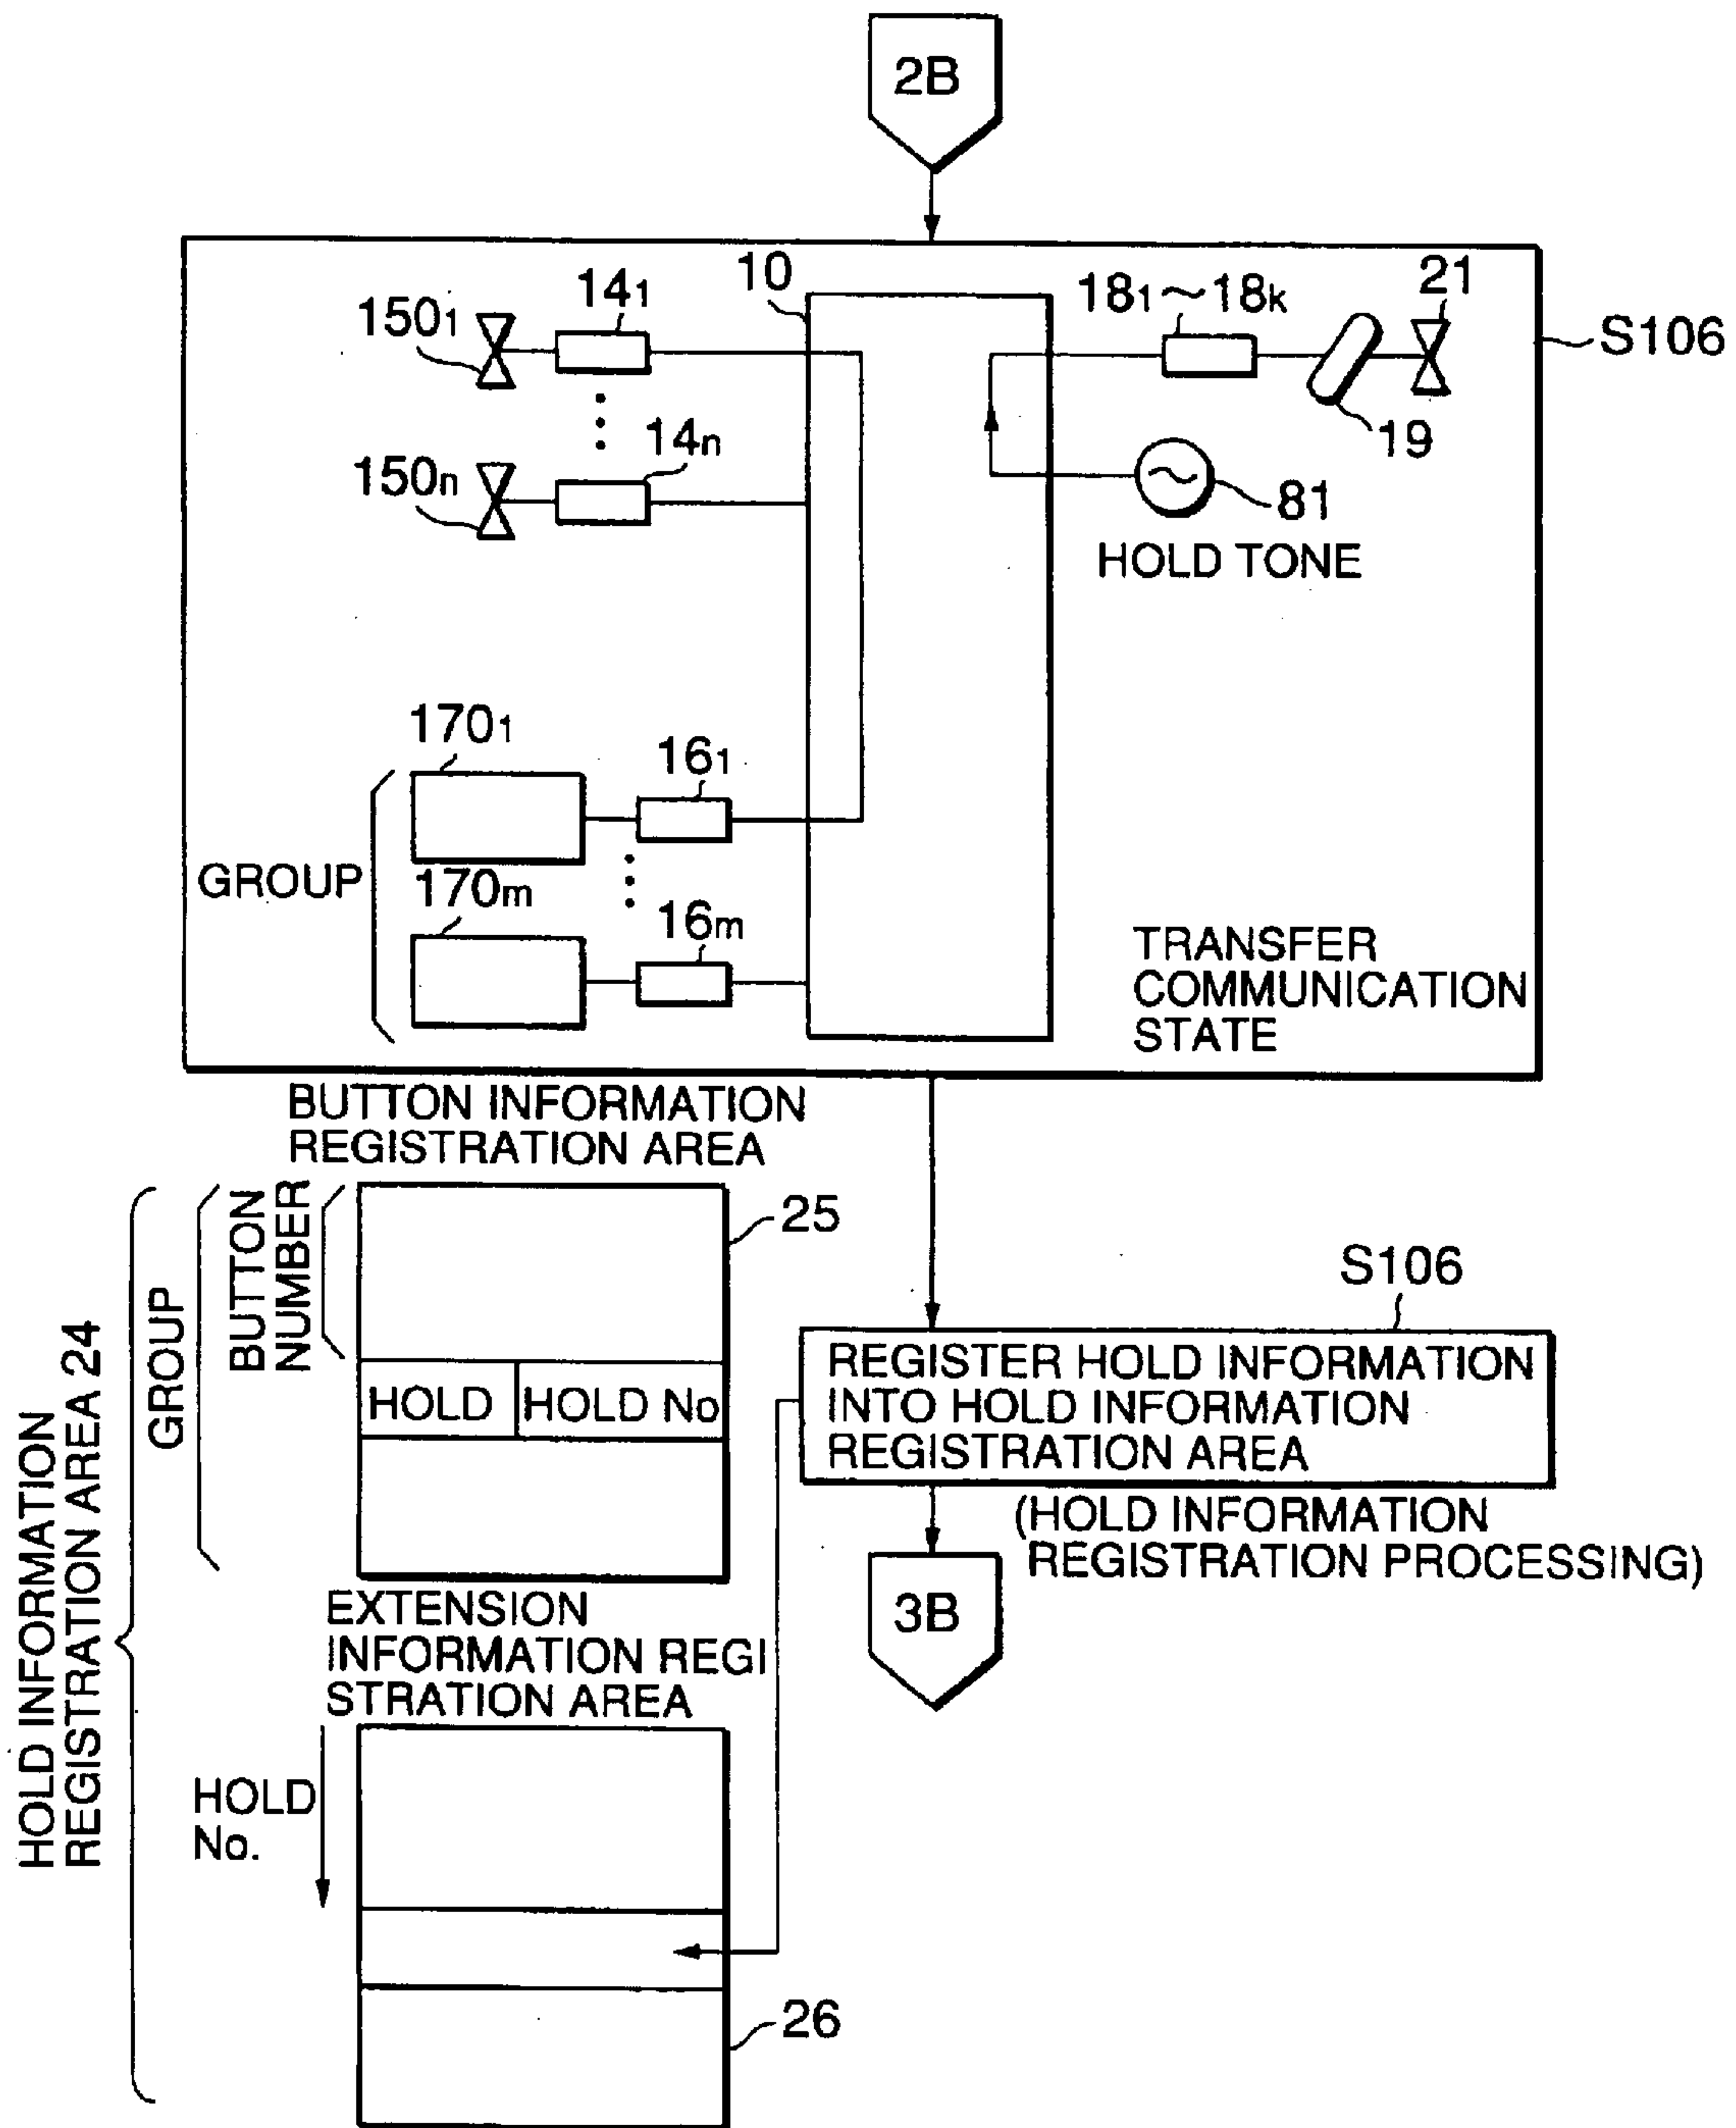 2B
10
14₁
150₁
18₁～18ₖ
21
S106
19
14ₙ
150ₙ
81
HOLD TONE
170₁
16₁
GROUP
170ₘ
16ₘ
TRANSFER
COMMUNICATION
STATE
BUTTON INFORMATION
REGISTRATION AREA
25
HOLD INFORMATION
REGISTRATION AREA 24
GROUP
BUTTON
NUMBER
HOLD
HOLD No
S106
REGISTER HOLD INFORMATION
INTO HOLD INFORMATION
REGISTRATION AREA
(HOLD INFORMATION
REGISTRATION PROCESSING)
3B
EXTENSION
INFORMATION REGI
STRATION AREA
HOLD
No.
26